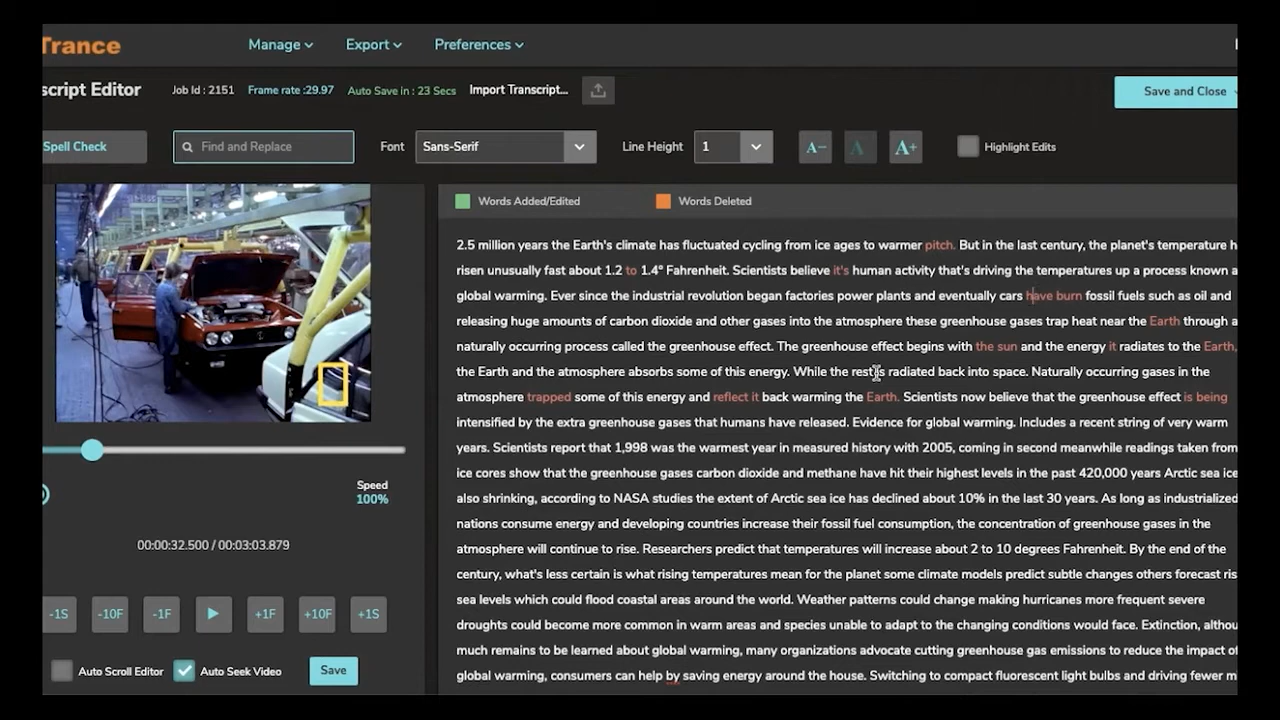 Trance
Manage
Export
Preferences
script Editor
Job Id : 2151
Frame rate :29.97
Auto Save in : 23 Secs
Import Transcript...
Save and Close
Spell Check
Find and Replace
Font
Sans-Serif
Line Height
1
A−
A
A+
Highlight Edits
Words Added/Edited
Words Deleted
2.5 million years the Earth's climate has fluctuated cycling from ice ages to warmer pitch. But in the last century, the planet's temperature h
risen unusually fast about 1.2 to 1.4° Fahrenheit. Scientists believe it's human activity that's driving the temperatures up a process known a
global warming. Ever since the industrial revolution began factories power plants and eventually cars have burn fossil fuels such as oil and
releasing huge amounts of carbon dioxide and other gases into the atmosphere these greenhouse gases trap heat near the Earth through a
naturally occurring process called the greenhouse effect. The greenhouse effect begins with the sun and the energy it radiates to the Earth,
the Earth and the atmosphere absorbs some of this energy. While the rest is radiated back into space. Naturally occurring gases in the
atmosphere trapped some of this energy and reflect it back warming the Earth. Scientists now believe that the greenhouse effect is being
intensified by the extra greenhouse gases that humans have released. Evidence for global warming. Includes a recent string of very warm
years. Scientists report that 1,998 was the warmest year in measured history with 2005, coming in second meanwhile readings taken from
ice cores show that the greenhouse gases carbon dioxide and methane have hit their highest levels in the past 420,000 years Arctic sea ice
also shrinking, according to NASA studies the extent of Arctic sea ice has declined about 10% in the last 30 years. As long as industrialized
nations consume energy and developing countries increase their fossil fuel consumption, the concentration of greenhouse gases in the
atmosphere will continue to rise. Researchers predict that temperatures will increase about 2 to 10 degrees Fahrenheit. By the end of the
century, what's less certain is what rising temperatures mean for the planet some climate models predict subtle changes others forecast ris
sea levels which could flood coastal areas around the world. Weather patterns could change making hurricanes more frequent severe
droughts could become more common in warm areas and species unable to adapt to the changing conditions would face. Extinction, althou
much remains to be learned about global warming, many organizations advocate cutting greenhouse gas emissions to reduce the impact of
global warming, consumers can help by saving energy around the house. Switching to compact fluorescent light bulbs and driving fewer m
Speed
100%
00:00:32.500 / 00:03:03.879
-1S
-10F
-1F
+1F
+10F
+1S
Auto Scroll Editor
Auto Seek Video
Save